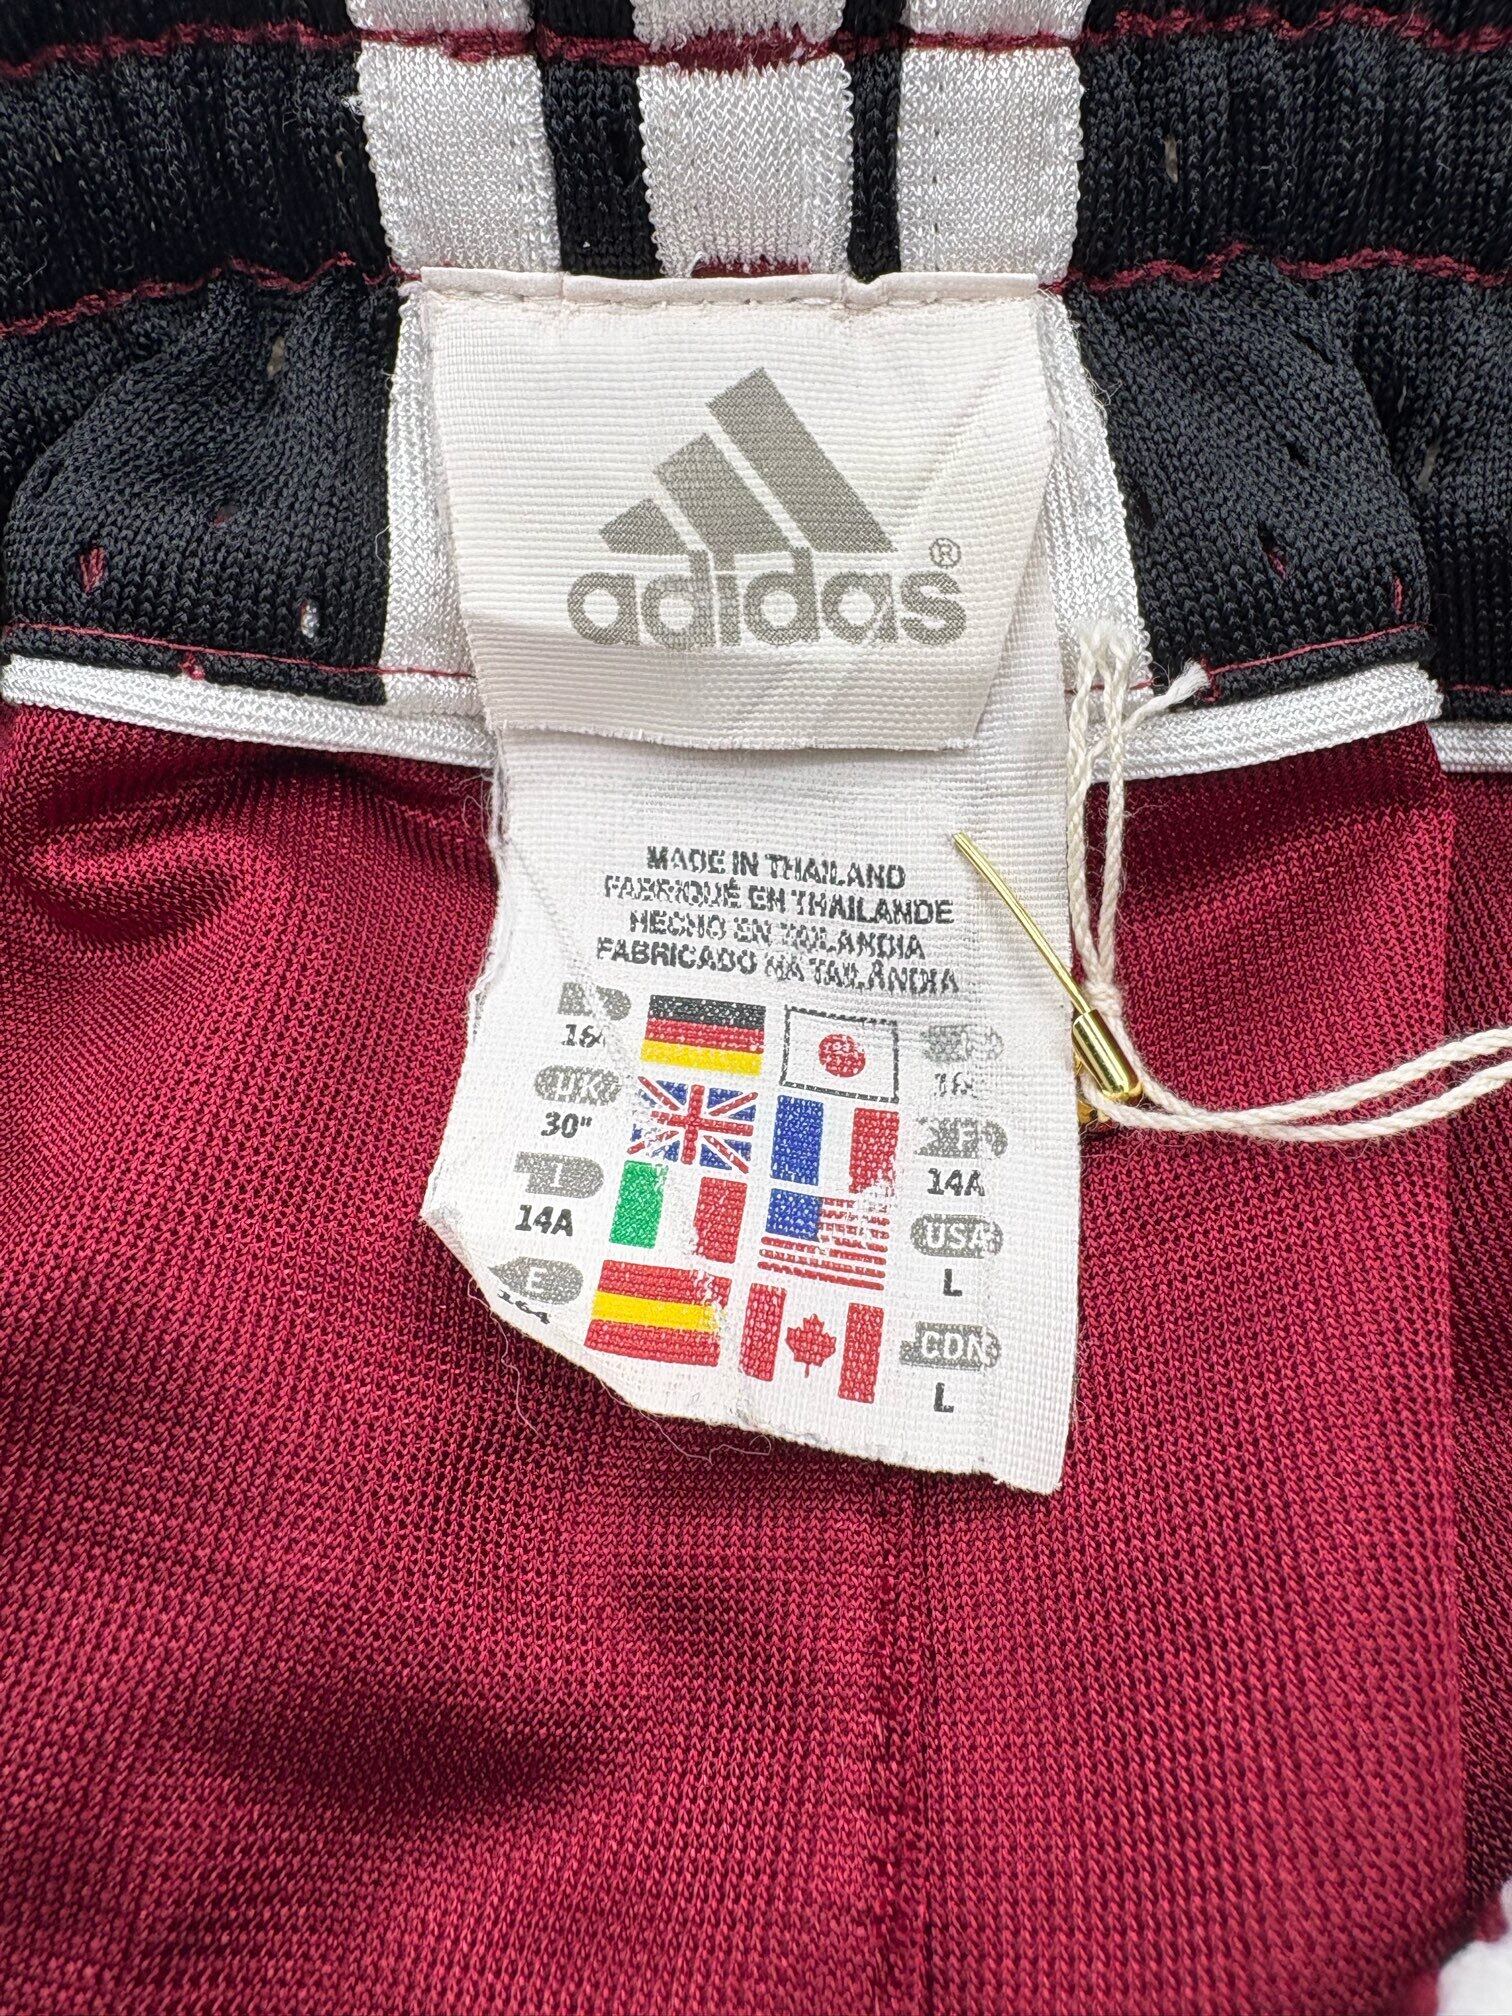 adidas®
MADE IN THAILAND
FABRIQUÉ EN THAILANDE
HECHO EN TAILANDIA
FABRICADO NA TAILÂNDIA
UK
30"
F
14A
I
14A
USA
L
E
164
CDN
L